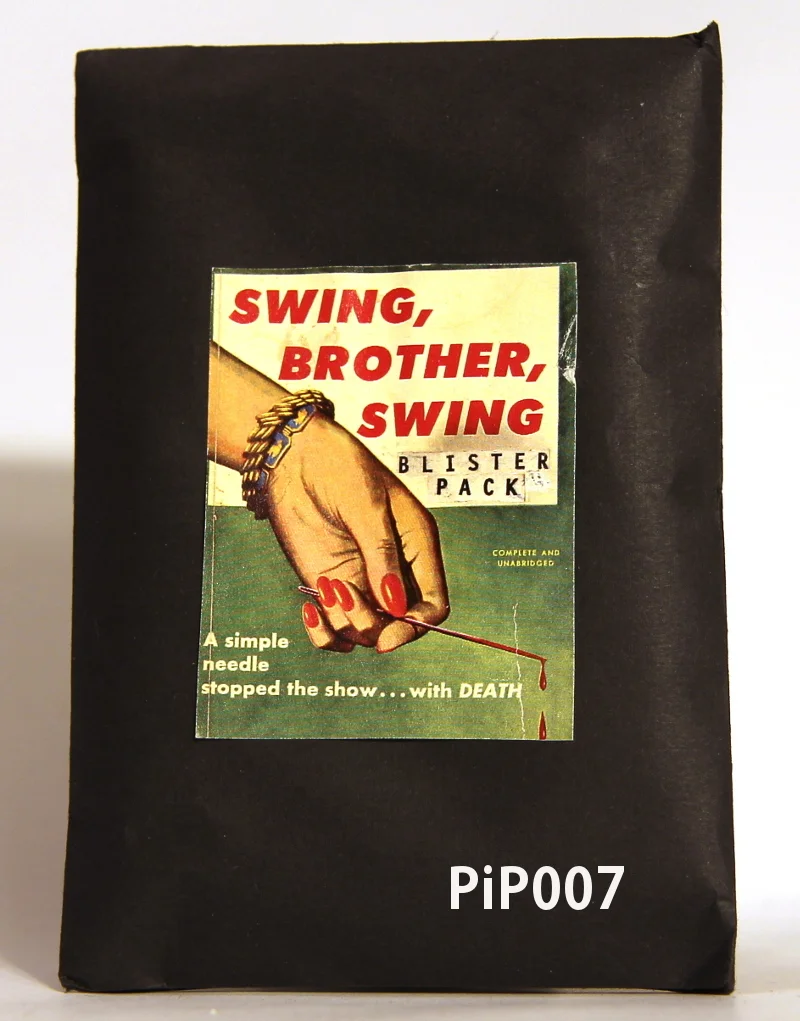 SWING,
BROTHER,
SWING
BLISTER
PACK
COMPLETE AND
UNABRIDGED
A simple
needle
stopped the show...with DEATH
PiP007